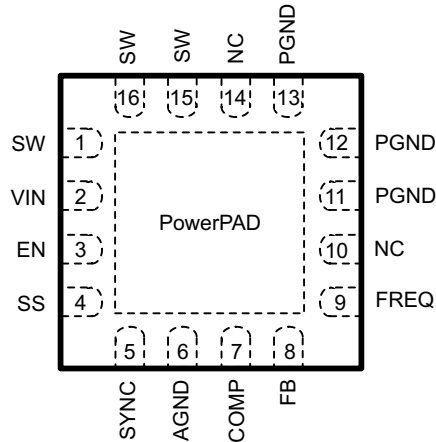 SW
SW
NC
PGND
16
15
14
13
SW
1
12
PGND
VIN
2
11
PGND
PowerPAD
EN
3
10
NC
SS
4
9
FREQ
5
6
7
8
SYNC
AGND
COMP
FB